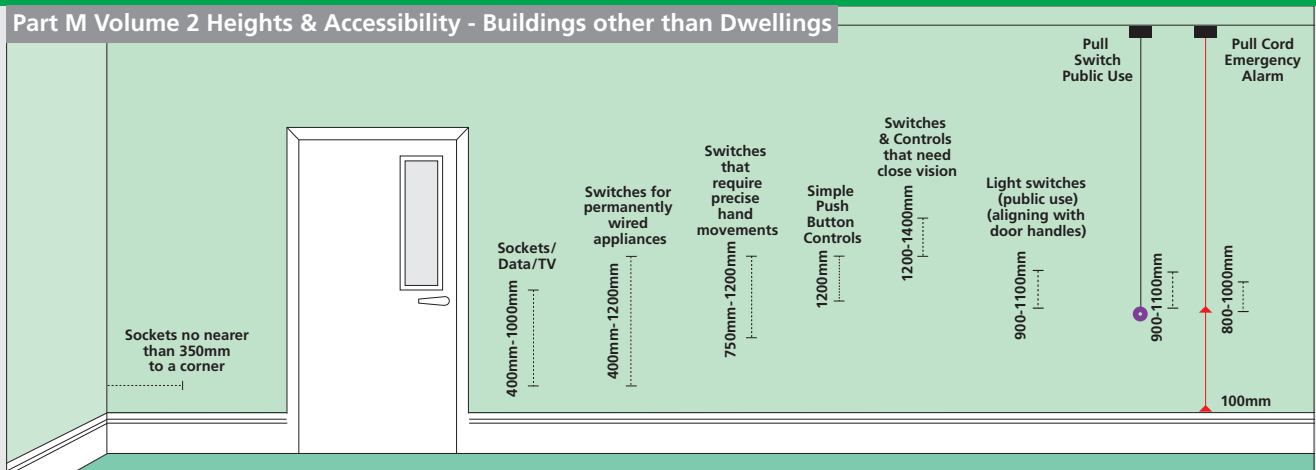 Part M Volume 2 Heights & Accessibility - Buildings other than Dwellings
Sockets no nearer
than 350mm
to a corner
Sockets/
Data/TV
400mm-1000mm
Switches for
permanently
wired
appliances
400mm-1200mm
Switches
that
require
precise
hand
movements
750mm-1200mm
Simple
Push
Button
Controls
1200mm
Switches
& Controls
that need
close vision
1200-1400mm
Light switches
(public use)
(aligning with
door handles)
900-1100mm
Pull
Switch
Public Use
900-1100mm
Pull Cord
Emergency
Alarm
800-1000mm
100mm